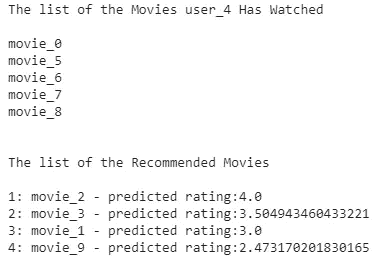 The list of the Movies user_4 Has Watched
movie_0
movie_5
movie_6
movie_7
movie_8
The list of the Recommended Movies
1: movie_2 - predicted rating:4.0
2: movie_3 - predicted rating:3.504943460433221
3: movie_1 - predicted rating:3.0
4: movie_9 - predicted rating:2.473170201830165